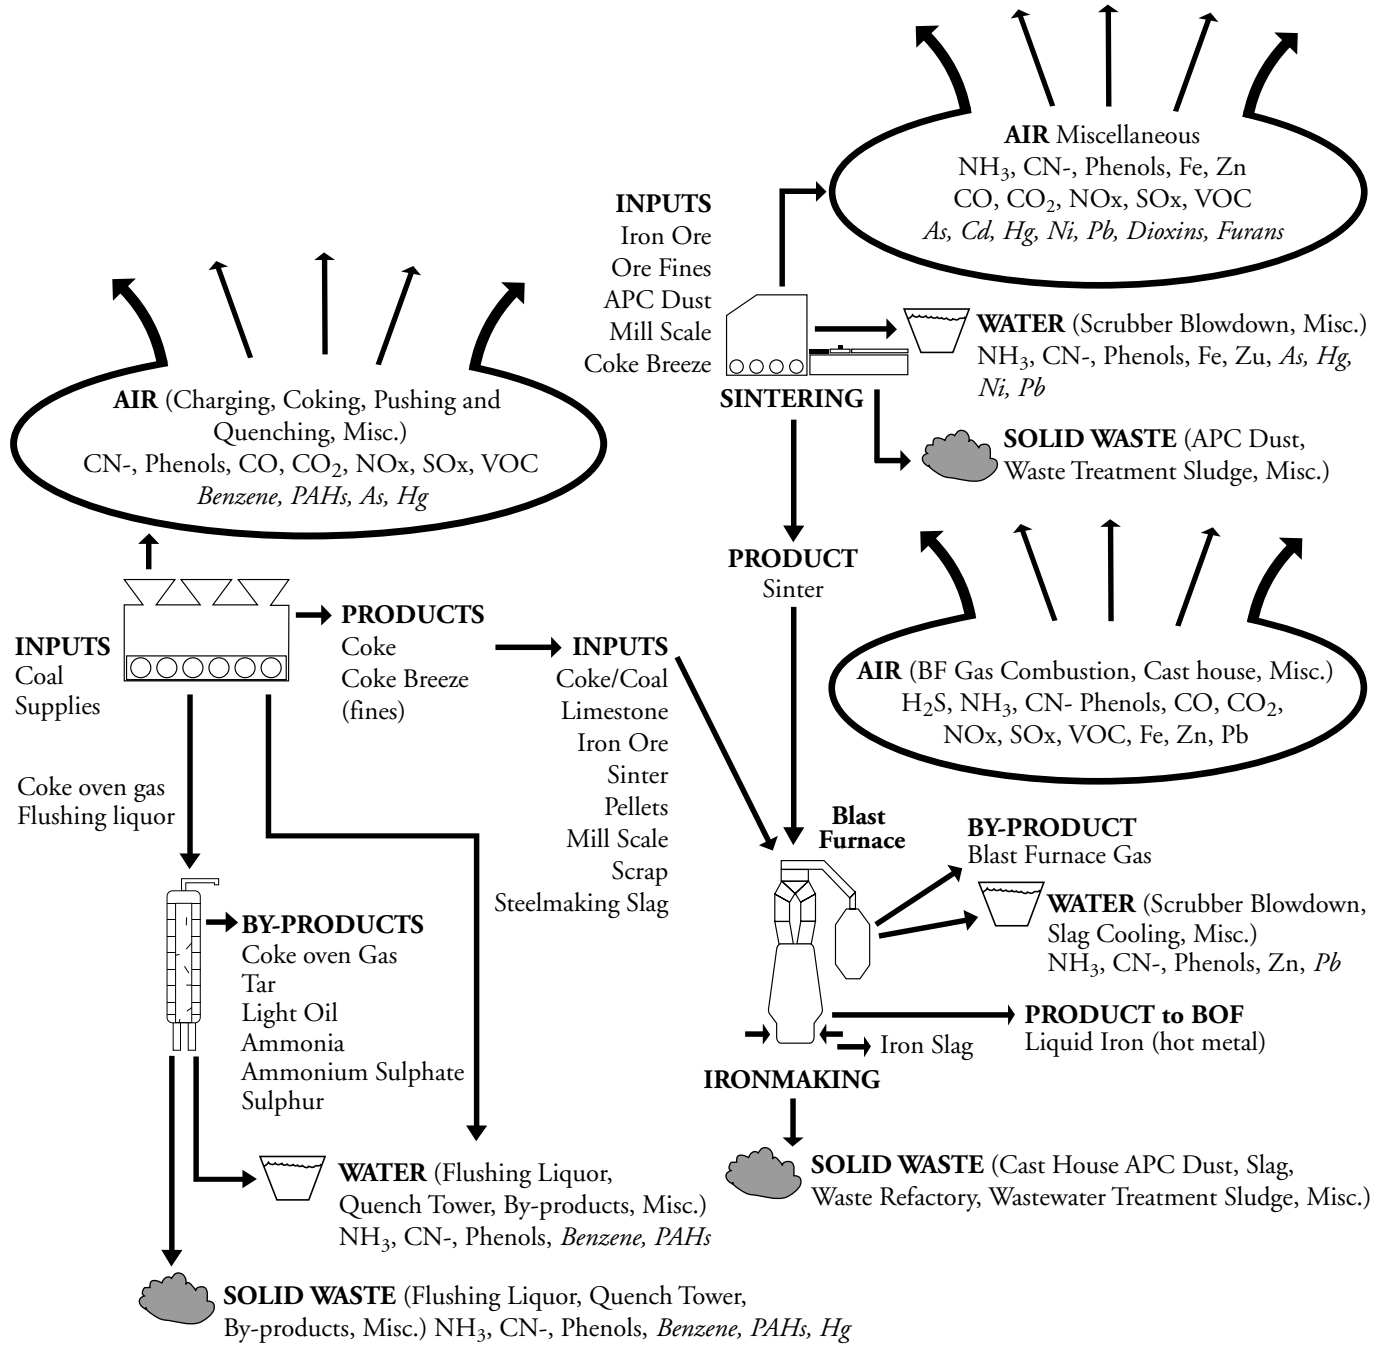 AIR Miscellaneous
NH3, CN-, Phenols, Fe, Zn
CO, CO2, NOx, SOx, VOC
As, Cd, Hg, Ni, Pb, Dioxins, Furans
INPUTS
Iron Ore
Ore Fines
APC Dust
Mill Scale
Coke Breeze
SINTERING
WATER (Scrubber Blowdown, Misc.)
NH3, CN-, Phenols, Fe, Zu, As, Hg,
Ni, Pb
SOLID WASTE (APC Dust,
Waste Treatment Sludge, Misc.)
PRODUCT
Sinter
AIR (Charging, Coking, Pushing and
Quenching, Misc.)
CN-, Phenols, CO, CO2, NOx, SOx, VOC
Benzene, PAHs, As, Hg
INPUTS
Coal
Supplies
PRODUCTS
Coke
Coke Breeze
(fines)
INPUTS
Coke/Coal
Limestone
Iron Ore
Sinter
Pellets
Mill Scale
Scrap
Steelmaking Slag
AIR (BF Gas Combustion, Cast house, Misc.)
H2S, NH3, CN- Phenols, CO, CO2,
NOx, SOx, VOC, Fe, Zn, Pb
Coke oven gas
Flushing liquor
Blast
Furnace
BY-PRODUCT
Blast Furnace Gas
WATER (Scrubber Blowdown,
Slag Cooling, Misc.)
NH3, CN-, Phenols, Zn, Pb
PRODUCT to BOF
Liquid Iron (hot metal)
Iron Slag
IRONMAKING
BY-PRODUCTS
Coke oven Gas
Tar
Light Oil
Ammonia
Ammonium Sulphate
Sulphur
WATER (Flushing Liquor,
Quench Tower, By-products, Misc.)
NH3, CN-, Phenols, Benzene, PAHs
SOLID WASTE (Cast House APC Dust, Slag,
Waste Refactory, Wastewater Treatment Sludge, Misc.)
SOLID WASTE (Flushing Liquor, Quench Tower,
By-products, Misc.) NH3, CN-, Phenols, Benzene, PAHs, Hg